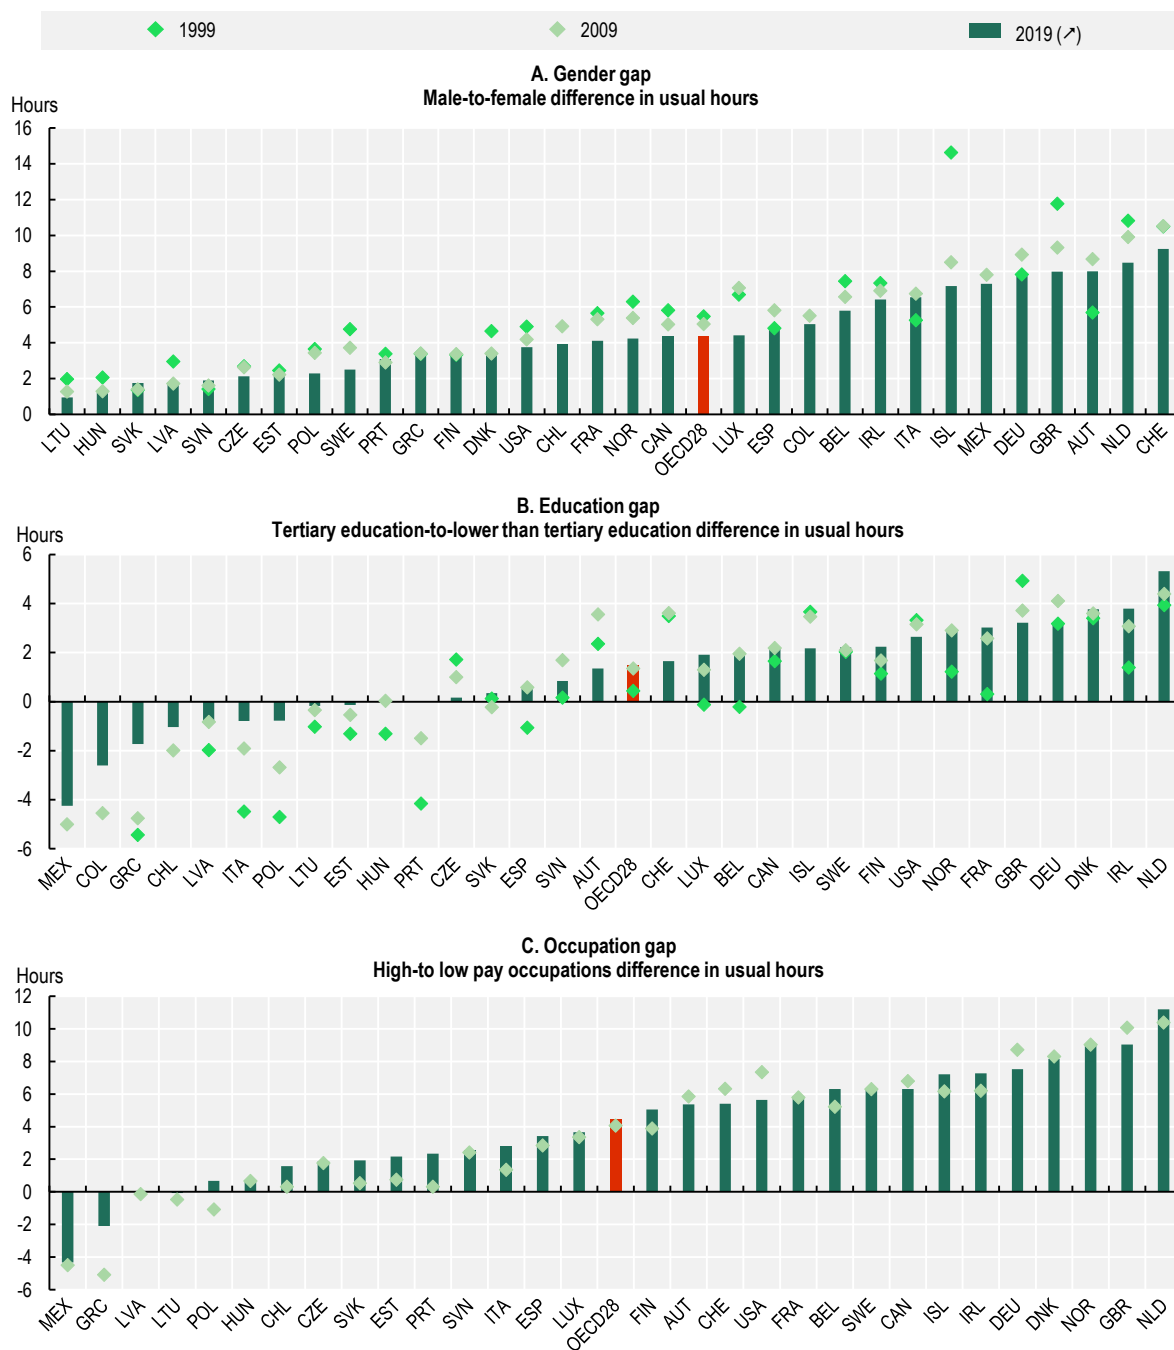 1999 2009 2019 (↗)
A. Gender gap
Male-to-female difference in usual hours
Hours
16
14
12
10
8
6
4
2
0
LTU HUN SVK LVA SVN CZE EST POL SWE PRT GRC FIN DNK USA CHL FRA NOR CAN OECD28 LUX ESP COL BEL IRL ITA ISL MEX DEU GBR AUT NLD CHE
B. Education gap
Tertiary education-to-lower than tertiary education difference in usual hours
Hours
6
4
2
0
-2
-4
-6
MEX COL GRC CHL LVA ITA POL LTU EST HUN PRT CZE SVK ESP SVN AUT OECD28 CHE LUX BEL CAN ISL SWE FIN USA NOR FRA GBR DEU DNK IRL NLD
C. Occupation gap
High-to low pay occupations difference in usual hours
Hours
12
10
8
6
4
2
0
-2
-4
-6
MEX GRC LVA LTU POL HUN CHL CZE SVK EST PRT SVN ITA ESP LUX OECD28 FIN AUT CHE USA FRA BEL SWE CAN ISL IRL DEU DNK NOR GBR NLD